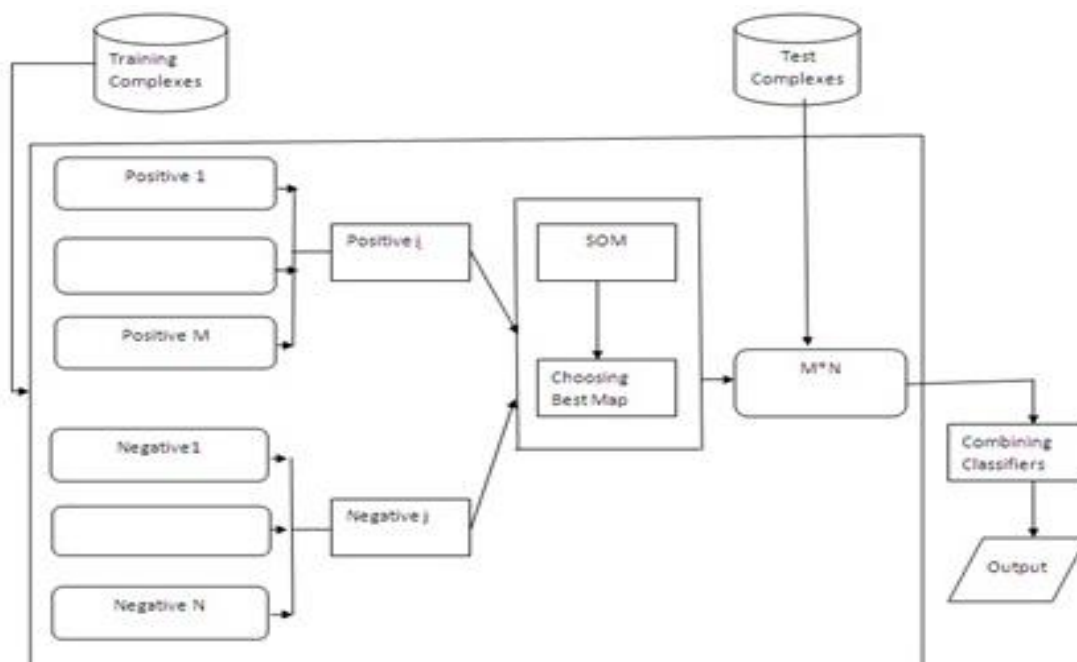 Training
Complexes
Test
Complexes
Positive 1
Positive i
SOM
Positive M
Choosing
Best Map
M*N
Negative1
Combining
Classifiers
Negative j
Output
Negative N